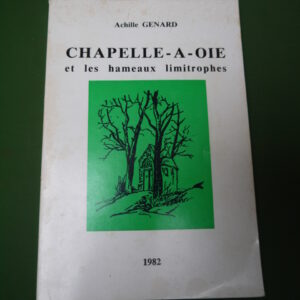 Achille GENARD
CHAPELLE-A-OIE
et les hameaux limitrophes
1982